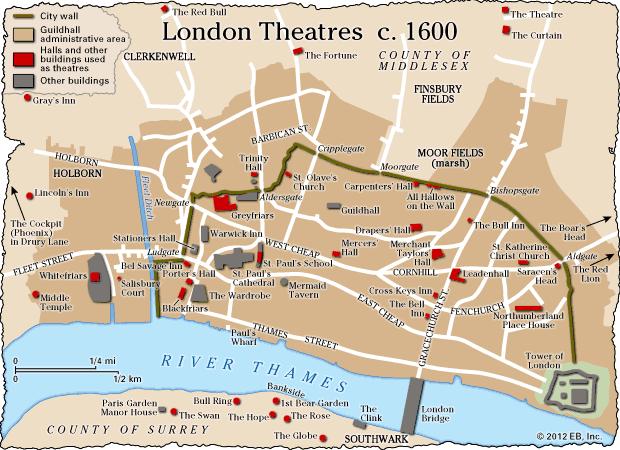 London Theatres c. 1600
City wall
Guildhall
administrative area
Halls and other
buildings used
as theatres
Other buildings
The Red Bull
The Theatre
The Curtain
CLERKENWELL
The Fortune
COUNTY OF
MIDDLESEX
FINSBURY
FIELDS
Gray's Inn
BARBICAN ST.
Cripplegate
MOOR FIELDS
(marsh)
Moorgate
HOLBORN
HOLBORN
Trinity
Hall
St. Olave's
Church
Carpenters' Hall
Bishopsgate
Lincoln's Inn
Fleet Ditch
Newgate
Aldersgate
All Hallows
on the Wall
Greyfriars
Guildhall
The Cockpit
(Phoenix)
in Drury Lane
Warwick Inn
Drapers' Hall
The Bull Inn
The Boar's
Head
Stationers Hall
WEST CHEAP
Mercers'
Hall
Merchant
Taylors'
Hall
St. Katherine
Christ Church
Ludgate
St. Paul's School
Aldgate
FLEET STREET
Bel Savage Inn
CORNHILL
Leadenhall
Saracen's
Head
The Red
Lion
Whitefriars
Salisbury
Court
Porter's Hall
St. Paul's
Cathedral
Mermaid
Tavern
Cross Keys Inn
Middle
Temple
The Wardrobe
EAST CHEAP
The Bell
Inn
FENCHURCH
Blackfriars
GRACECHURCH ST.
Northumberland
Place House
Paul's
Wharf
THAMES STREET
Tower of
London
RIVER THAMES
0 1/4 mi
0 1/2 km
Bankside
Paris Garden
Manor House
Bull Ring
1st Bear Garden
The Swan
The Hope
The Rose
The
Clink
London
Bridge
COUNTY OF SURREY
The Globe
SOUTHWARK
© 2012 EB, Inc.